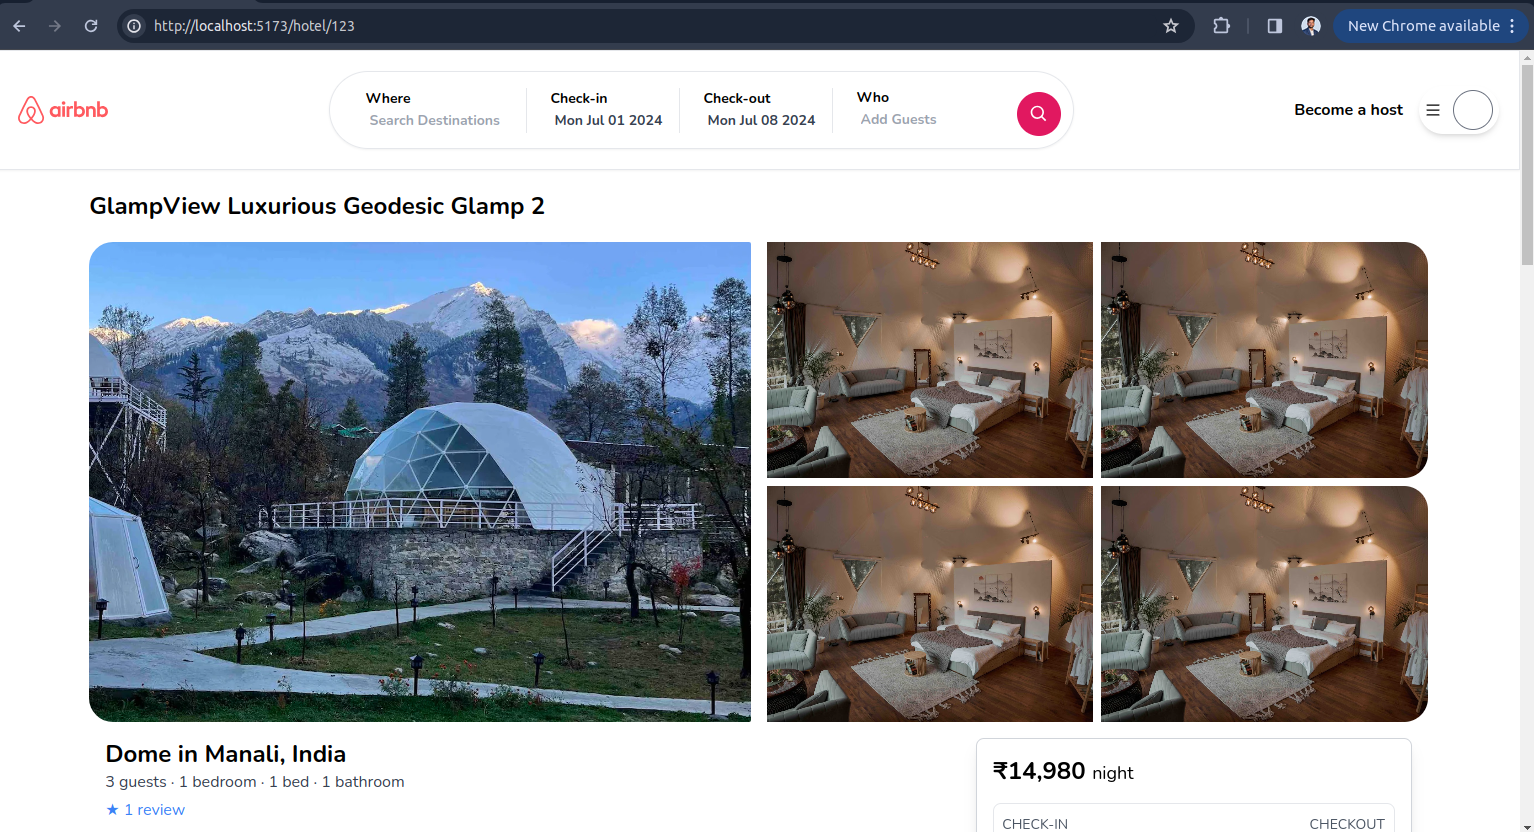 http://localhost:5173/hotel/123
New Chrome available
airbnb
Where
Search Destinations
Check-in
Mon Jul 01 2024
Check-out
Mon Jul 08 2024
Who
Add Guests
Become a host
GlampView Luxurious Geodesic Glamp 2
Dome in Manali, India
3 guests · 1 bedroom · 1 bed · 1 bathroom
★ 1 review
₹14,980 night
CHECK-IN
CHECKOUT